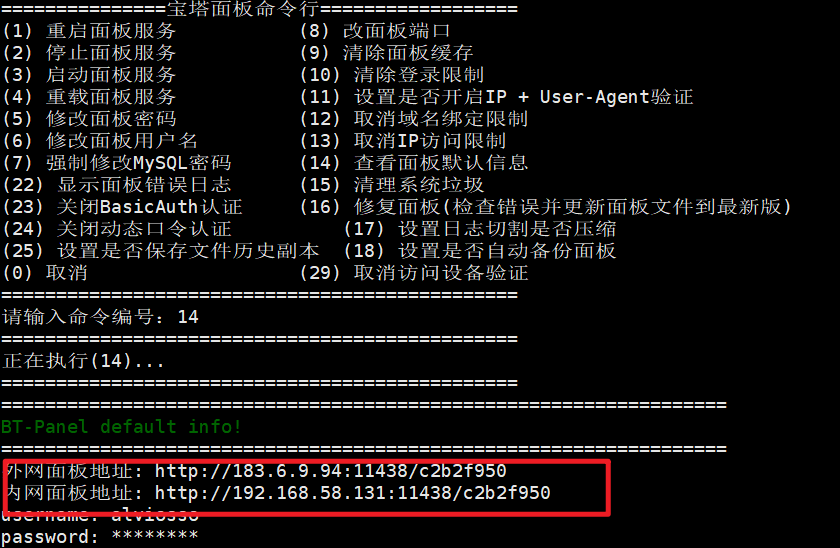 ===============宝塔面板命令行==================
(1) 重启面板服务 (8) 改面板端口
(2) 停止面板服务 (9) 清除面板缓存
(3) 启动面板服务 (10) 清除登录限制
(4) 重载面板服务 (11) 设置是否开启IP + User-Agent验证
(5) 修改面板密码 (12) 取消域名绑定限制
(6) 修改面板用户名 (13) 取消IP访问限制
(7) 强制修改MySQL密码 (14) 查看面板默认信息
(22) 显示面板错误日志 (15) 清理系统垃圾
(23) 关闭BasicAuth认证 (16) 修复面板(检查错误并更新面板文件到最新版)
(24) 关闭动态口令认证 (17) 设置日志切割是否压缩
(25) 设置是否保存文件历史副本 (18) 设置是否自动备份面板
(0) 取消 (29) 取消访问设备验证
===============================================
请输入命令编号：14
===============================================
正在执行(14)...
===============================================
==================================================================
BT-Panel default info!
==================================================================
外网面板地址: http://183.6.9.94:11438/c2b2f950
内网面板地址: http://192.168.58.131:11438/c2b2f950
username: alviosso
password: ********